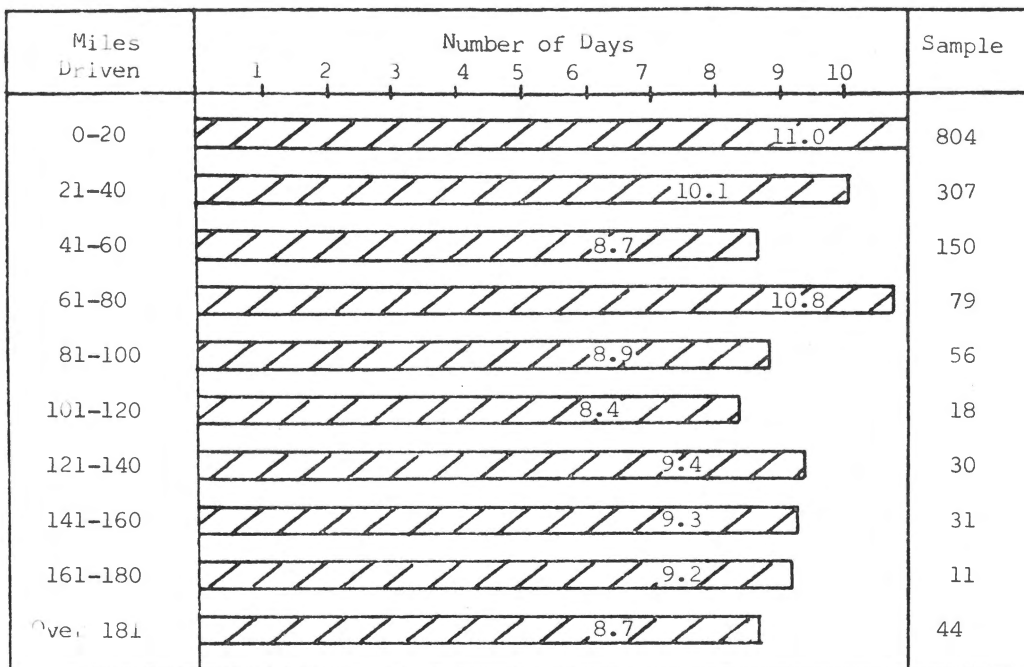 Miles Driven Number of Days Sample
1 2 3 4 5 6 7 8 9 10
0-20 11.0 804
21-40 10.1 307
41-60 8.7 150
61-80 10.8 79
81-100 8.9 56
101-120 8.4 18
121-140 9.4 30
141-160 9.3 31
161-180 9.2 11
Over 181 8.7 44